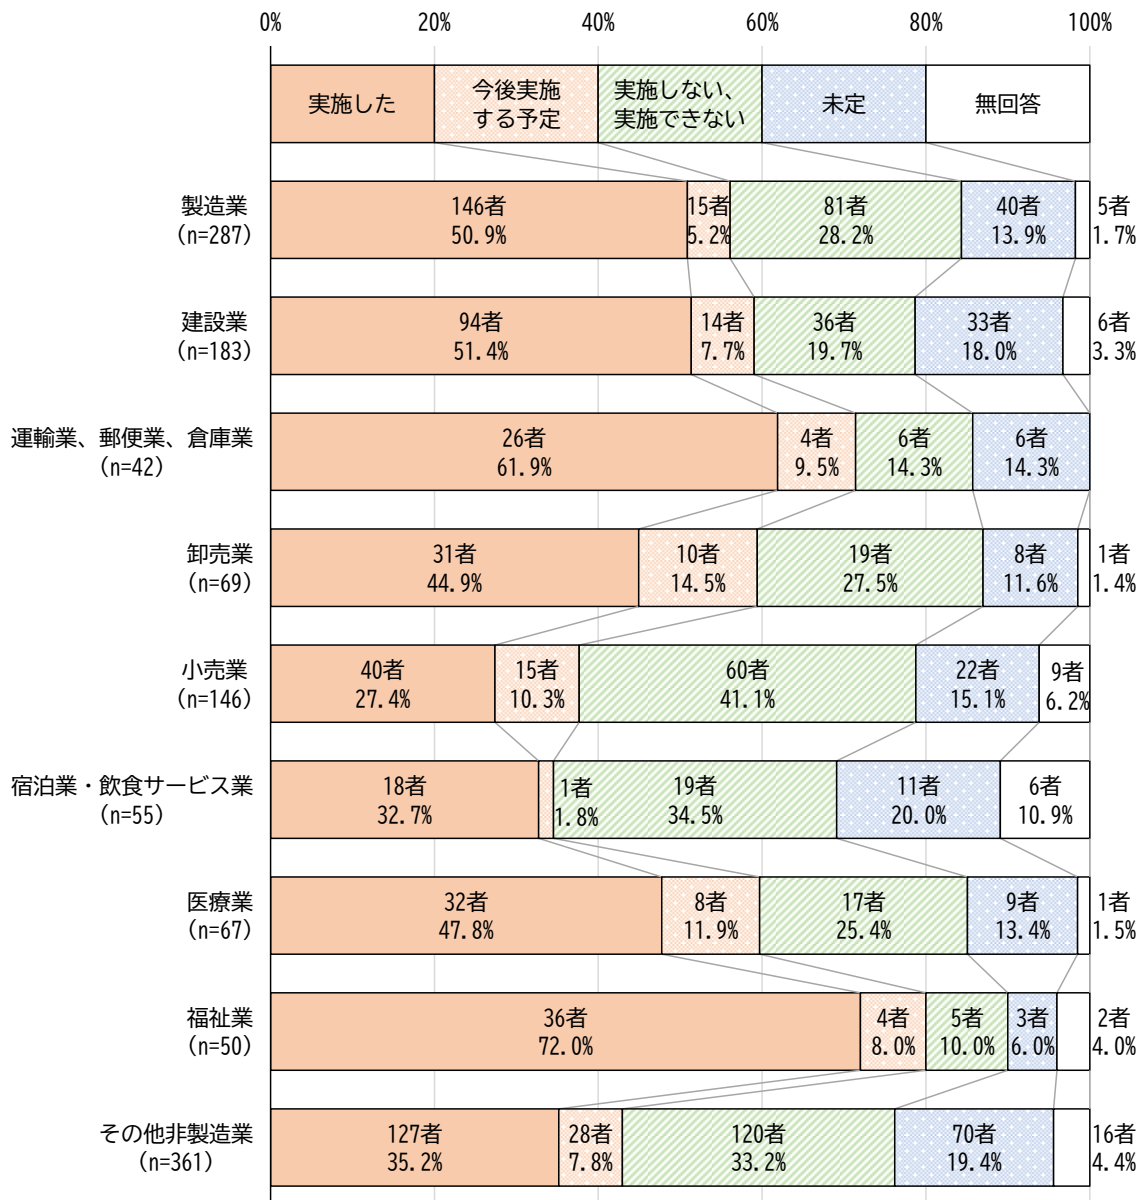 0% 20% 40% 60% 80% 100%
実施した
今後実施
する予定
実施しない、
実施できない
未定
無回答
製造業
(n=287)
146者 15者 81者 40者 5者
50.9% 5.2% 28.2% 13.9% 1.7%
建設業
(n=183)
94者 14者 36者 33者 6者
51.4% 7.7% 19.7% 18.0% 3.3%
運輸業、郵便業、倉庫業
(n=42)
26者 4者 6者 6者
61.9% 9.5% 14.3% 14.3%
卸売業
(n=69)
31者 10者 19者 8者 1者
44.9% 14.5% 27.5% 11.6% 1.4%
小売業
(n=146)
40者 15者 60者 22者 9者
27.4% 10.3% 41.1% 15.1% 6.2%
宿泊業・飲食サービス業
(n=55)
18者 1者 19者 11者 6者
32.7% 1.8% 34.5% 20.0% 10.9%
医療業
(n=67)
32者 8者 17者 9者 1者
47.8% 11.9% 25.4% 13.4% 1.5%
福祉業
(n=50)
36者 4者 5者 3者 2者
72.0% 8.0% 10.0% 6.0% 4.0%
その他非製造業
(n=361)
127者 28者 120者 70者 16者
35.2% 7.8% 33.2% 19.4% 4.4%